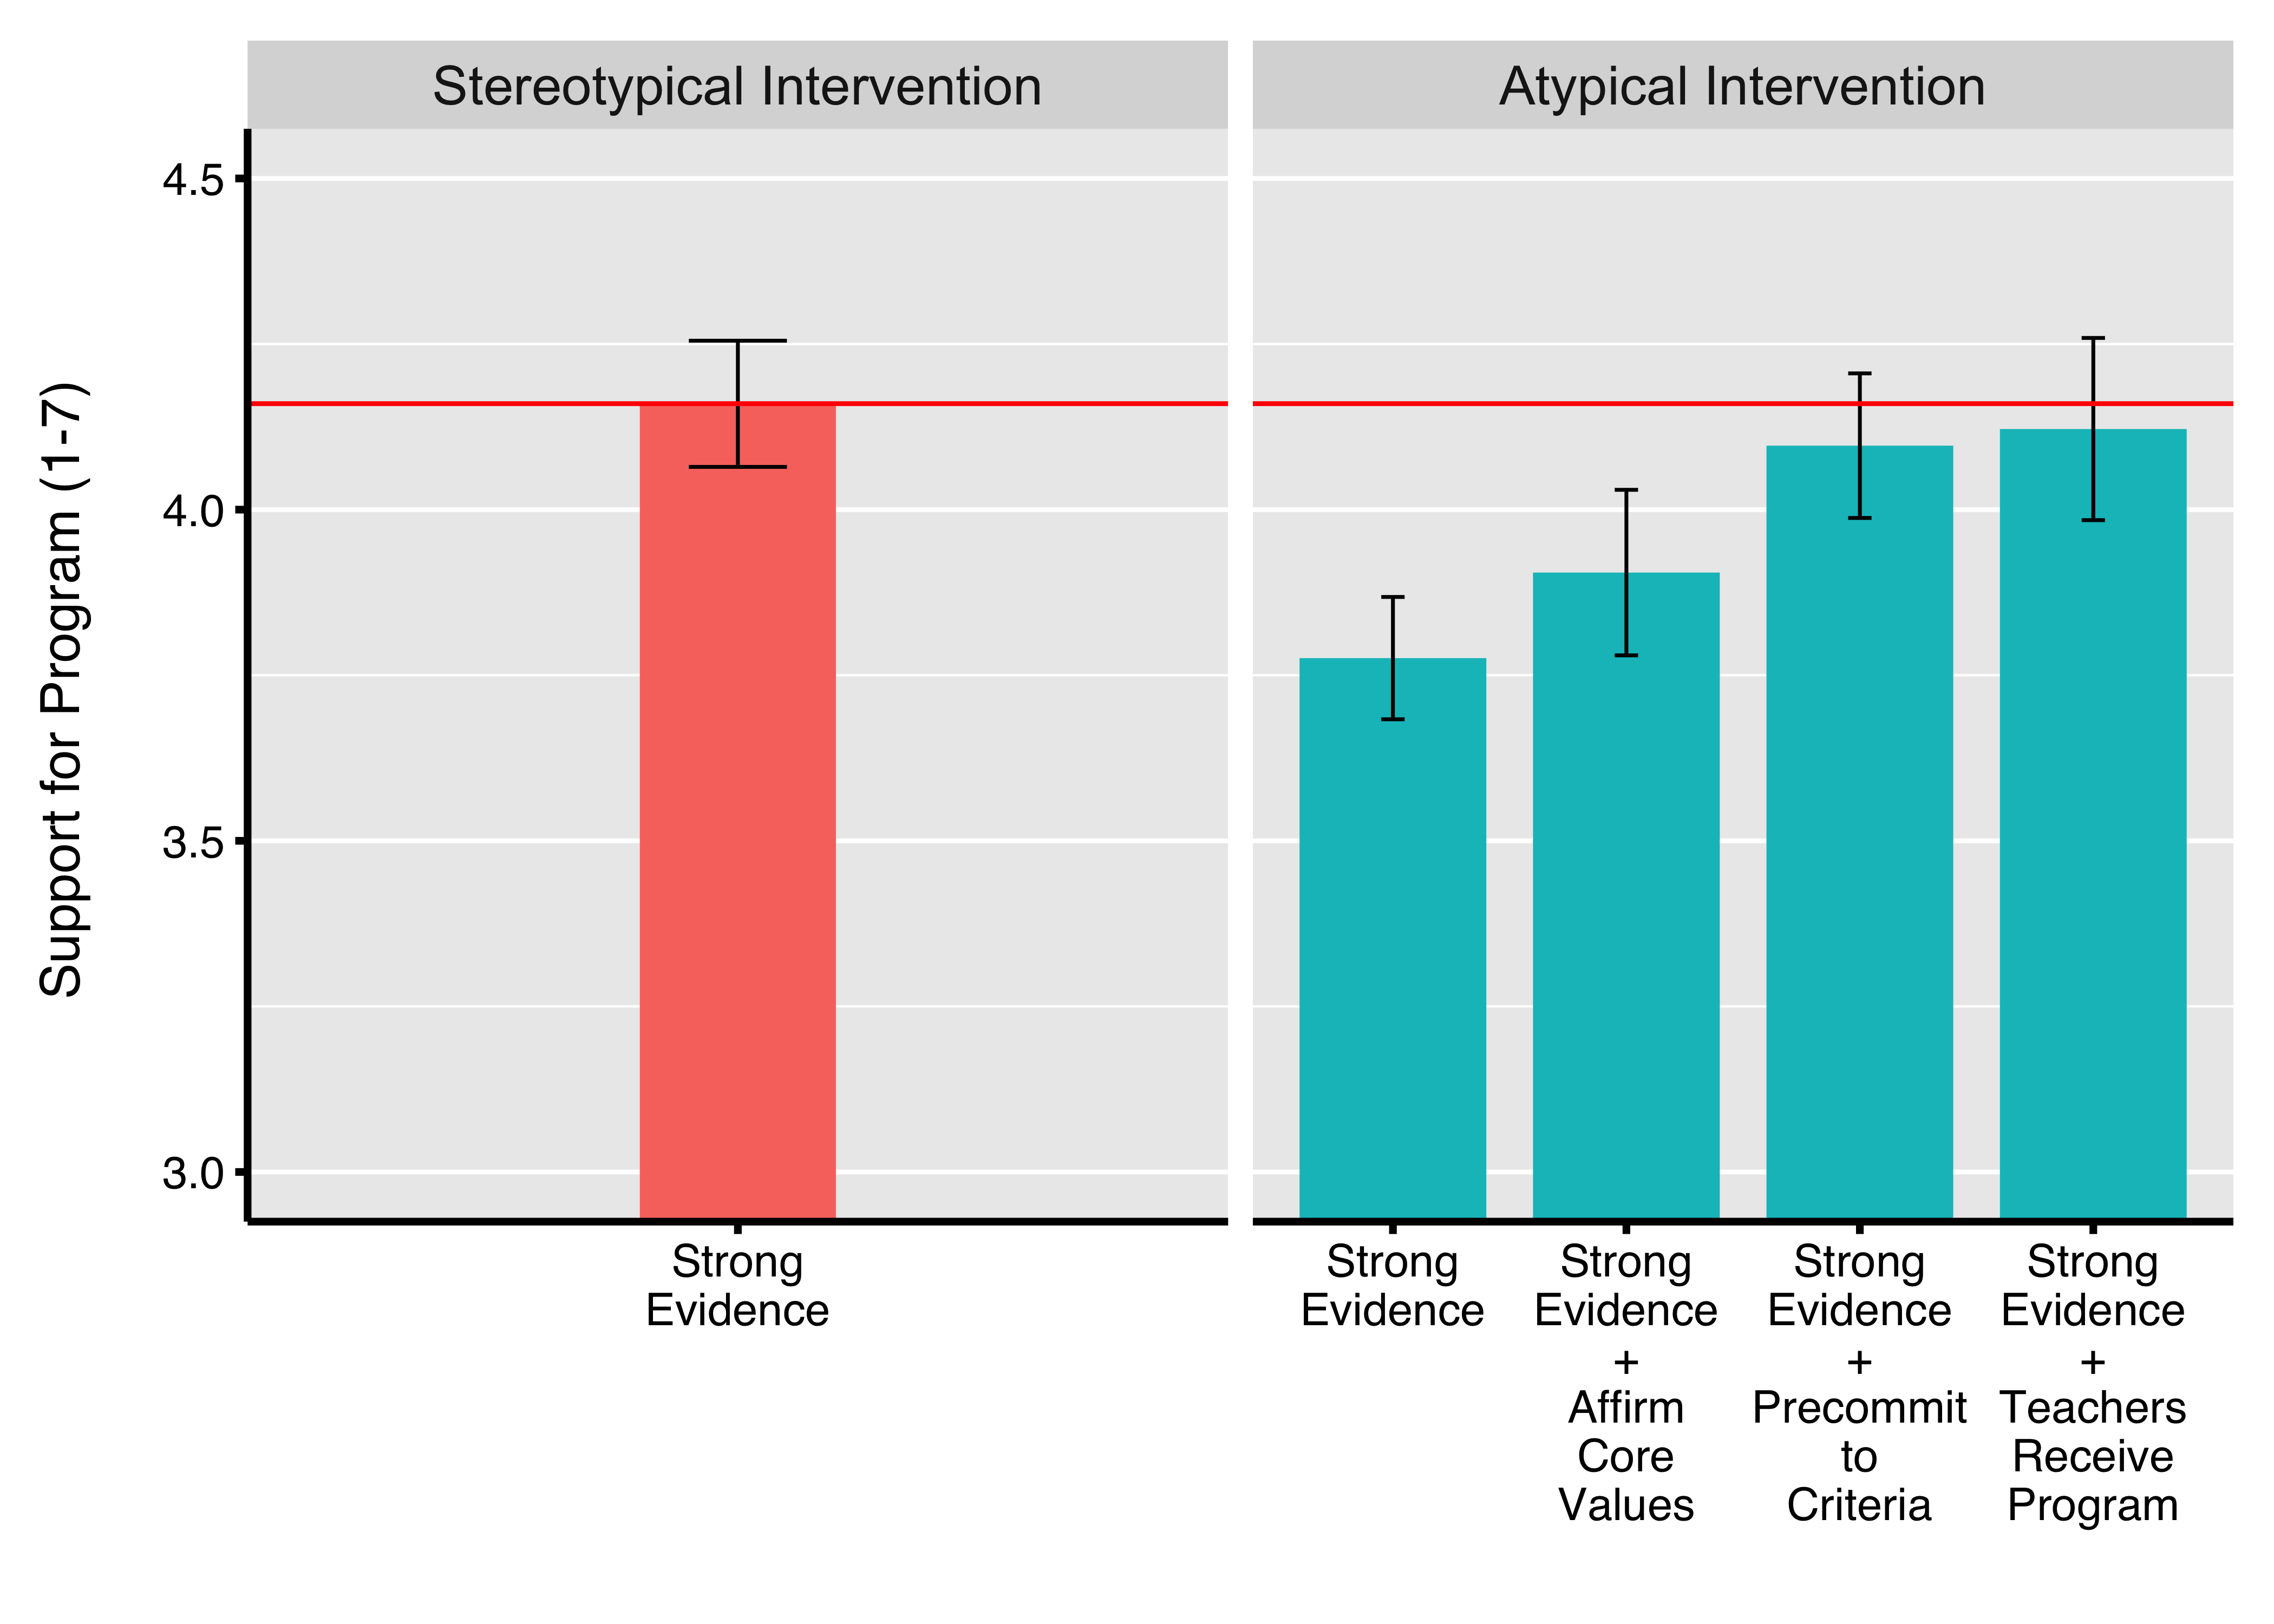 Stereotypical Intervention
Atypical Intervention
Support for Program (1-7)
4.5
4.0
3.5
3.0
Strong
Evidence
Strong
Evidence
Strong
Evidence
+
Affirm
Core
Values
Strong
Evidence
+
Precommit
to
Criteria
Strong
Evidence
+
Teachers
Receive
Program